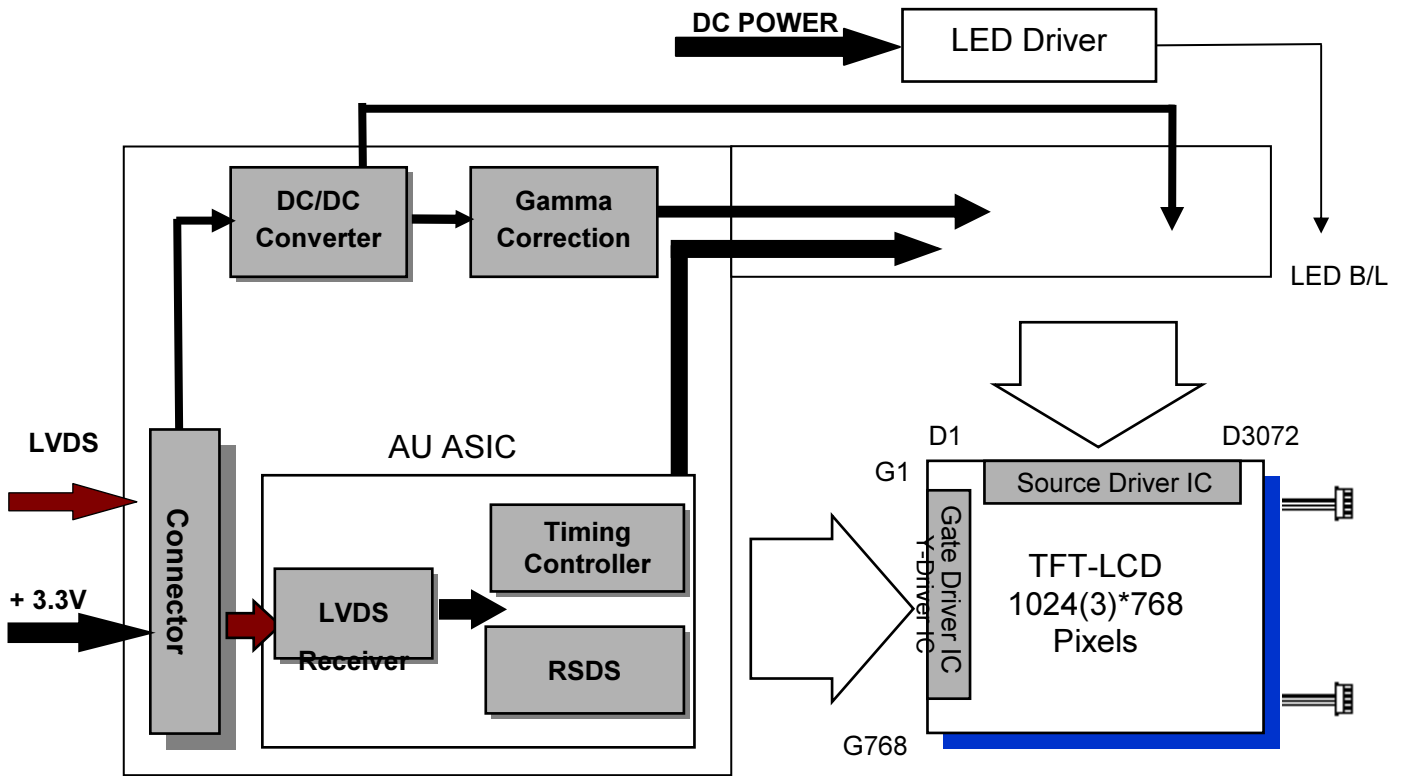 DC POWER
LED Driver
DC/DC
Converter
Gamma
Correction
LED B/L
LVDS
AU ASIC
D1
D3072
G1
Source Driver IC
Connector
Timing
Controller
Gate Driver IC
Y-Driver IC
TFT-LCD
1024(3)*768
Pixels
+ 3.3V
LVDS
Receiver
RSDS
G768